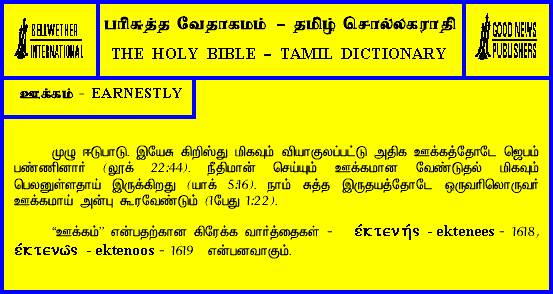 BELLWETHER
INTERNATIONAL
பரிசுத்த வேதாகமம் – தமிழ் சொல்லகராதி
THE HOLY BIBLE – TAMIL DICTIONARY
GOOD NEWS
PUBLISHERS
ஊக்கம் - EARNESTLY
முழு ஈடுபாடு. இயேசு கிறிஸ்து மிகவும் வியாகுலப்பட்டு அதிக ஊக்கத்தோடே ஜெபம்
பண்ணினார் (லூக் 22:44). நீதிமான் செய்யும் ஊக்கமான வேண்டுதல் மிகவும்
பெலனுள்ளதாய் இருக்கிறது (யாக் 5:16). நாம் சுத்த இருதயத்தோடே ஒருவரிலொருவர்
ஊக்கமாய் அன்பு கூரவேண்டும் (1பேது 1:22).
“ஊக்கம்” என்பதற்கான கிரேக்க வார்த்தைகள் - ἐκτενής - ektenees - 1618,
ἐκτενῶς - ektenoos - 1619 என்பனவாகும்.